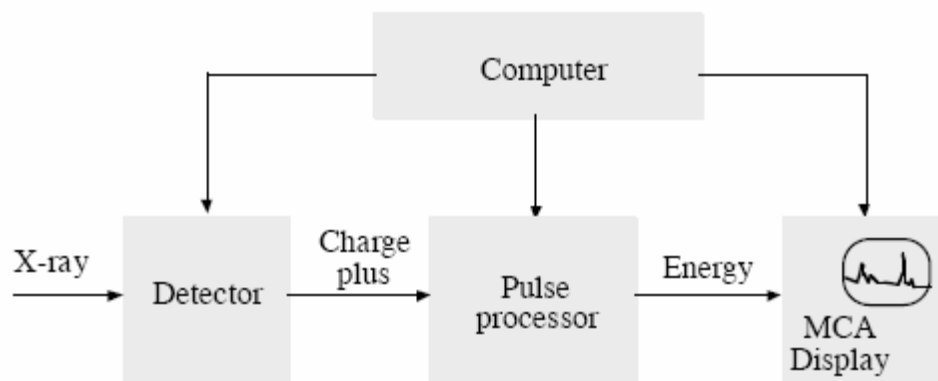 Computer
X-ray
Detector
Charge
plus
Pulse
processor
Energy
MCA
Display